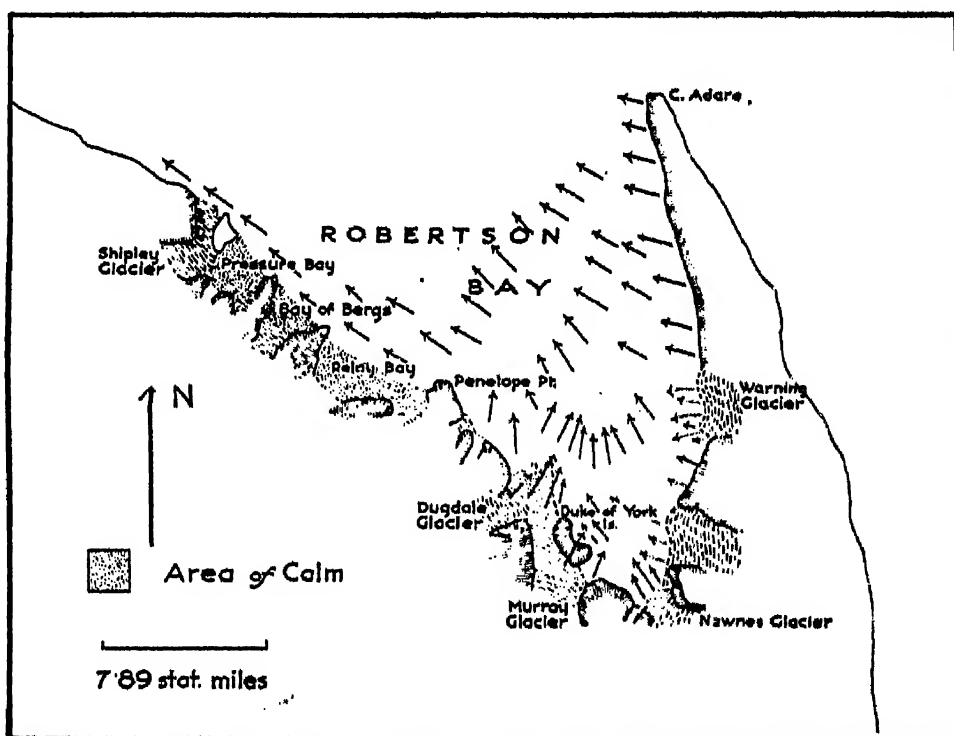 C. Adare,
ROBERTSON
BAY
Shipley
Glacier
Pressure Bay
Bay of Bergs
Relay Bay
Penelope Pt.
Warning
Glacier
N
Dugdale
Glacier
Duke of York
Is.
Area of Calm
Murray
Glacier
Newnes Glacier
7·89 stat. miles